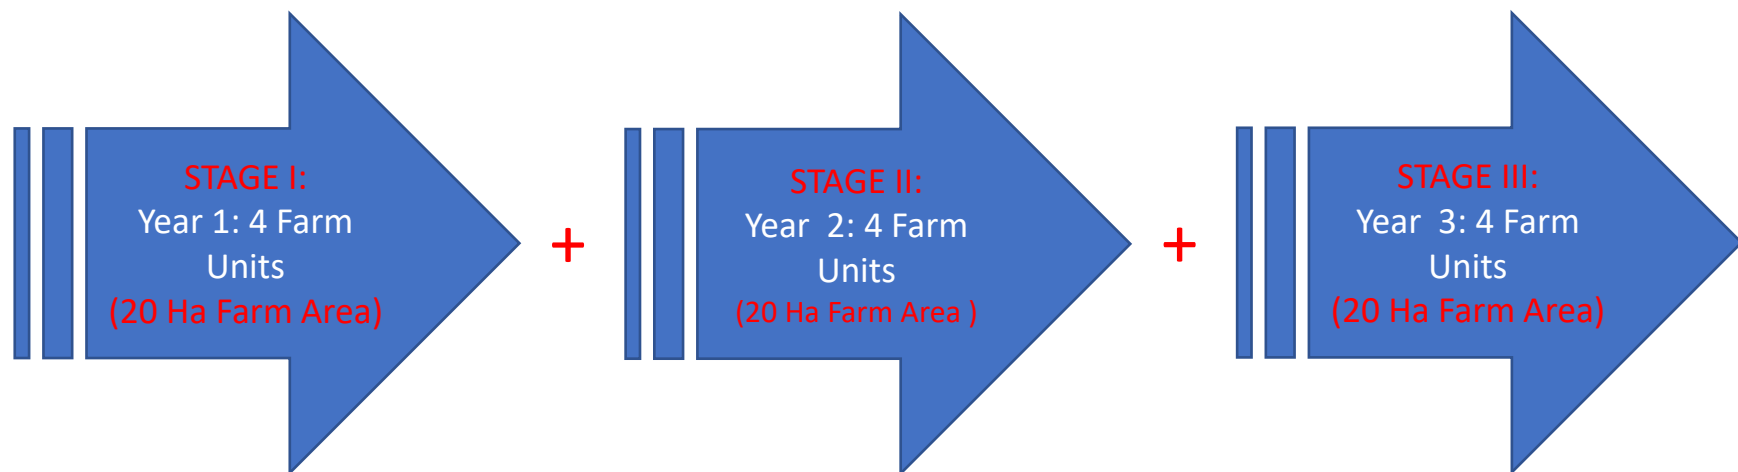 STAGE I:
Year 1: 4 Farm
Units
(20 Ha Farm Area)
+
STAGE II:
Year  2: 4 Farm
Units
(20 Ha Farm Area )
+
STAGE III:
Year  3: 4 Farm
Units
(20 Ha Farm Area)